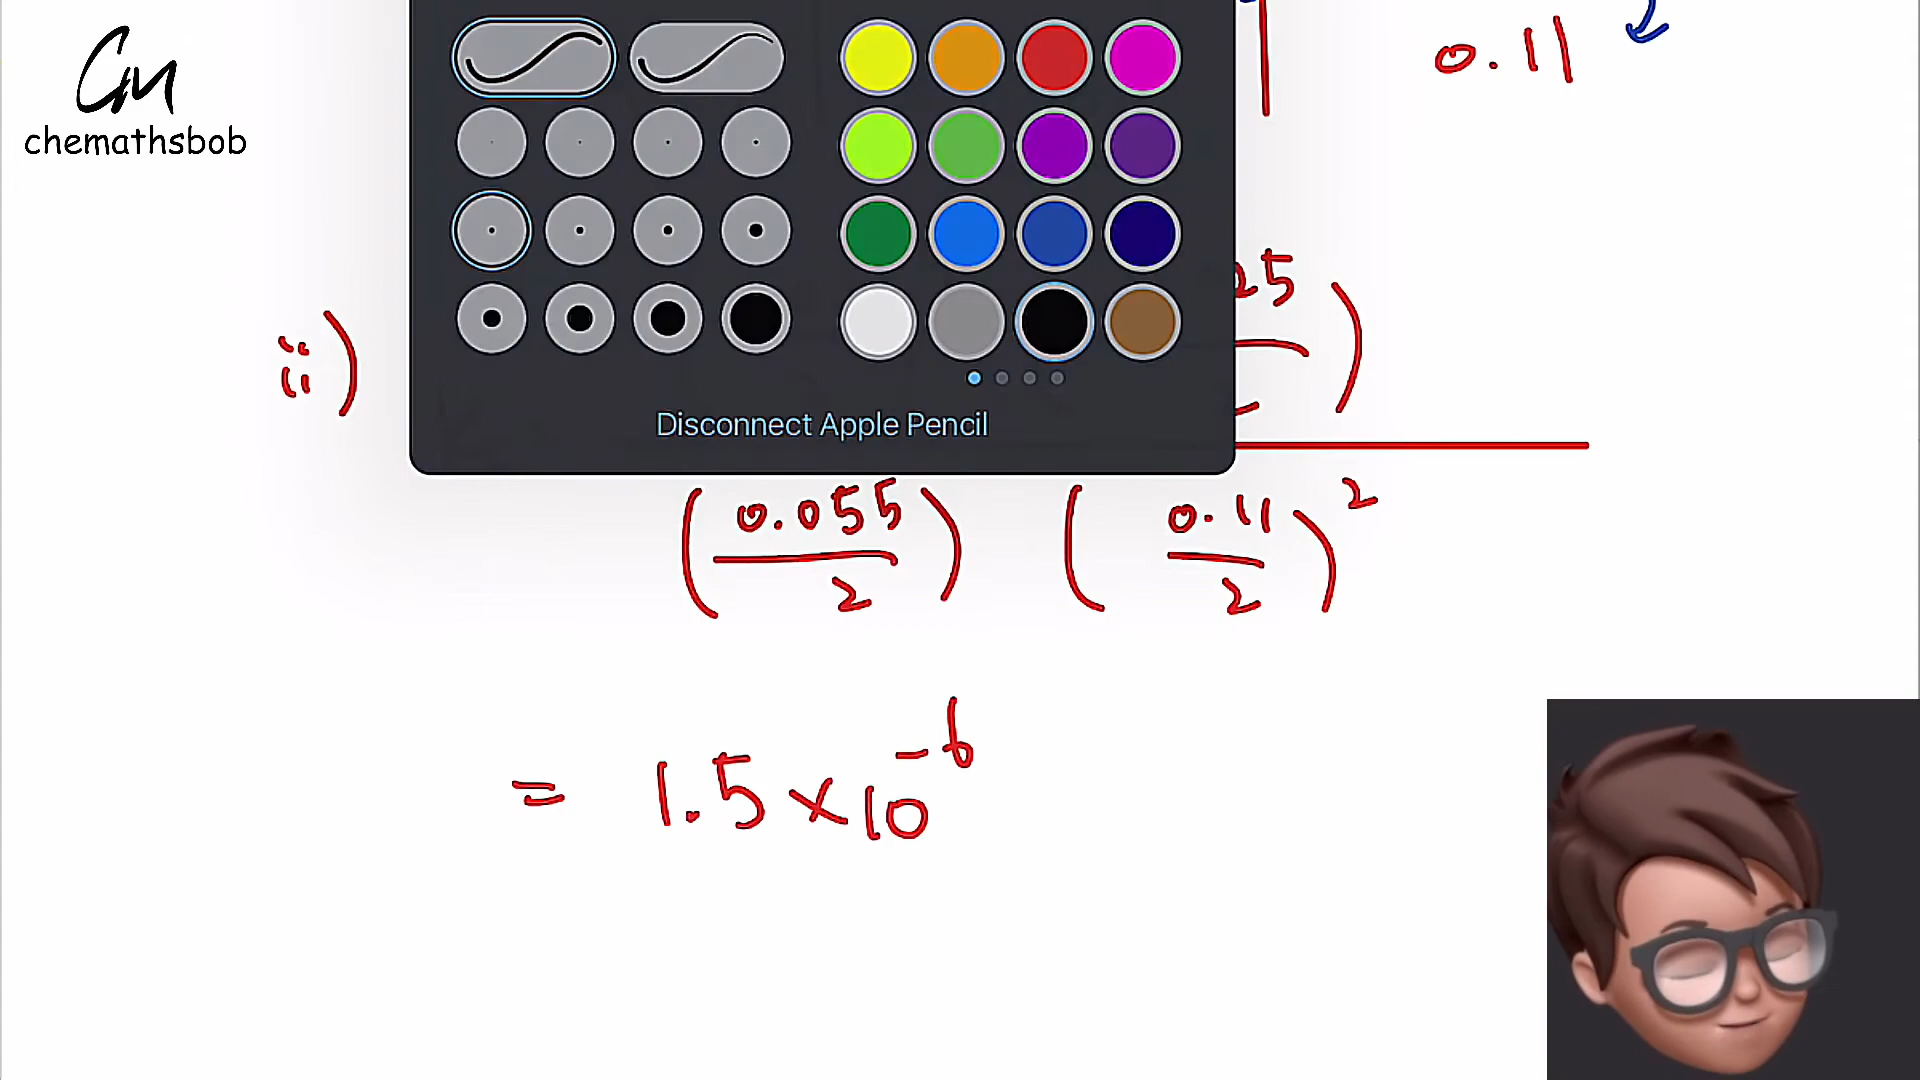 CM
chemathsbob
0.11
ii)
25 )
Disconnect Apple Pencil
(0.055/2) (0.11/2)²
= 1.5 × 10⁻⁶